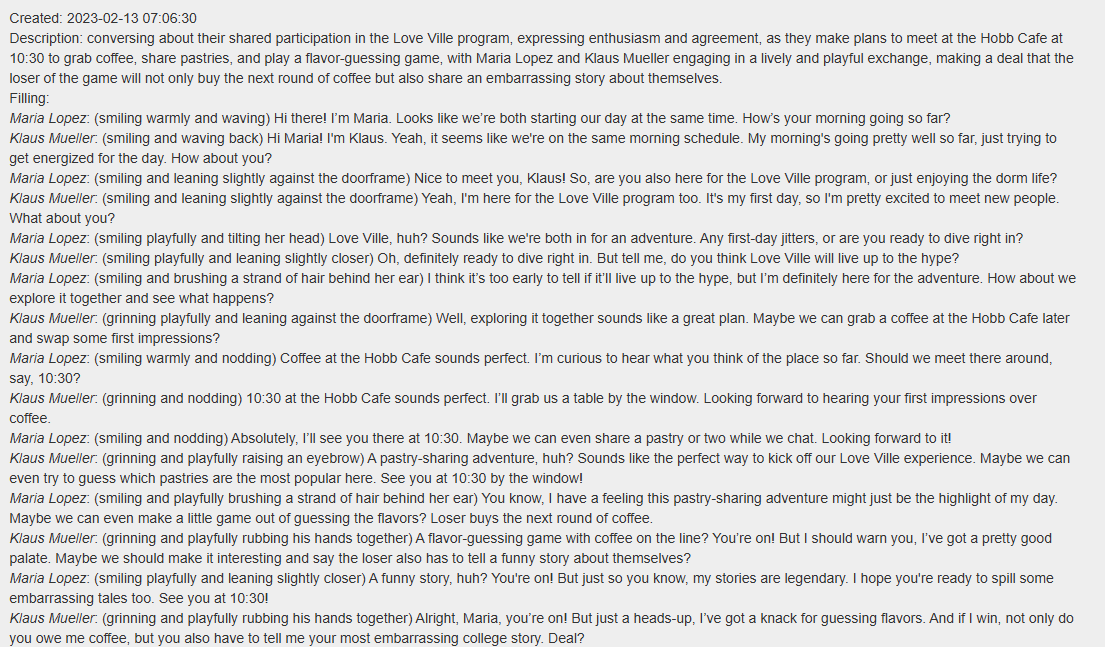 Created: 2023-02-13 07:06:30
Description: conversing about their shared participation in the Love Ville program, expressing enthusiasm and agreement, as they make plans to meet at the Hobb Cafe at
10:30 to grab coffee, share pastries, and play a flavor-guessing game, with Maria Lopez and Klaus Mueller engaging in a lively and playful exchange, making a deal that the
loser of the game will not only buy the next round of coffee but also share an embarrassing story about themselves.
Filling:
Maria Lopez: (smiling warmly and waving) Hi there! I’m Maria. Looks like we’re both starting our day at the same time. How’s your morning going so far?
Klaus Mueller: (smiling and waving back) Hi Maria! I'm Klaus. Yeah, it seems like we're on the same morning schedule. My morning's going pretty well so far, just trying to
get energized for the day. How about you?
Maria Lopez: (smiling and leaning slightly against the doorframe) Nice to meet you, Klaus! So, are you also here for the Love Ville program, or just enjoying the dorm life?
Klaus Mueller: (smiling and leaning slightly against the doorframe) Yeah, I'm here for the Love Ville program too. It's my first day, so I'm pretty excited to meet new people.
What about you?
Maria Lopez: (smiling playfully and tilting her head) Love Ville, huh? Sounds like we're both in for an adventure. Any first-day jitters, or are you ready to dive right in?
Klaus Mueller: (smiling playfully and leaning slightly closer) Oh, definitely ready to dive right in. But tell me, do you think Love Ville will live up to the hype?
Maria Lopez: (smiling and brushing a strand of hair behind her ear) I think it’s too early to tell if it’ll live up to the hype, but I’m definitely here for the adventure. How about we
explore it together and see what happens?
Klaus Mueller: (grinning playfully and leaning against the doorframe) Well, exploring it together sounds like a great plan. Maybe we can grab a coffee at the Hobb Cafe later
and swap some first impressions?
Maria Lopez: (smiling warmly and nodding) Coffee at the Hobb Cafe sounds perfect. I’m curious to hear what you think of the place so far. Should we meet there around,
say, 10:30?
Klaus Mueller: (grinning and nodding) 10:30 at the Hobb Cafe sounds perfect. I’ll grab us a table by the window. Looking forward to hearing your first impressions over
coffee.
Maria Lopez: (smiling and nodding) Absolutely, I’ll see you there at 10:30. Maybe we can even share a pastry or two while we chat. Looking forward to it!
Klaus Mueller: (grinning and playfully raising an eyebrow) A pastry-sharing adventure, huh? Sounds like the perfect way to kick off our Love Ville experience. Maybe we can
even try to guess which pastries are the most popular here. See you at 10:30 by the window!
Maria Lopez: (smiling and playfully brushing a strand of hair behind her ear) You know, I have a feeling this pastry-sharing adventure might just be the highlight of my day.
Maybe we can even make a little game out of guessing the flavors? Loser buys the next round of coffee.
Klaus Mueller: (grinning and playfully rubbing his hands together) A flavor-guessing game with coffee on the line? You’re on! But I should warn you, I’ve got a pretty good
palate. Maybe we should make it interesting and say the loser also has to tell a funny story about themselves?
Maria Lopez: (smiling playfully and leaning slightly closer) A funny story, huh? You're on! But just so you know, my stories are legendary. I hope you're ready to spill some
embarrassing tales too. See you at 10:30!
Klaus Mueller: (grinning and playfully rubbing his hands together) Alright, Maria, you’re on! But just a heads-up, I’ve got a knack for guessing flavors. And if I win, not only do
you owe me coffee, but you also have to tell me your most embarrassing college story. Deal?